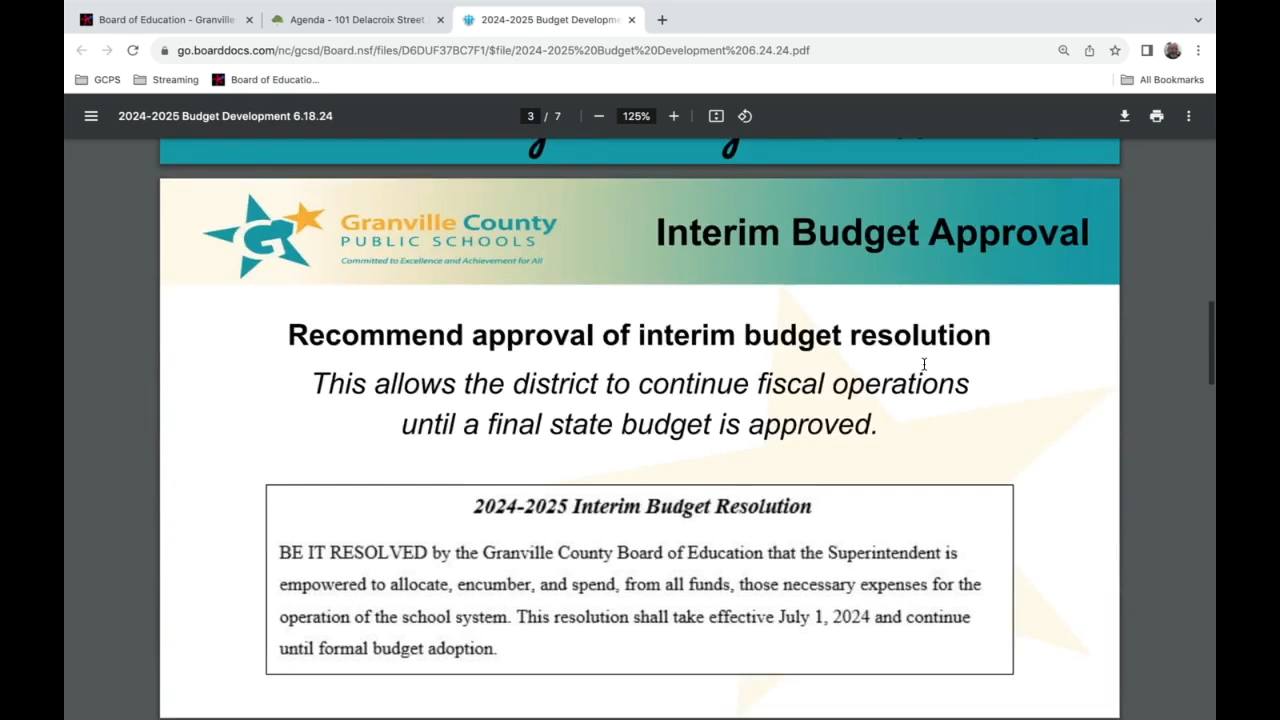 Board of Education - Granville
Agenda - 101 Delacroix Street
2024-2025 Budget Developme
go.boarddocs.com/nc/gcsd/Board.nsf/files/D6DUF37BC7F1/$file/2024-2025%20Budget%20Development%206.24.24.pdf
GCPS
Streaming
Board of Educatio...
All Bookmarks
2024-2025 Budget Development 6.18.24
3 / 7
125%
Granville County
PUBLIC SCHOOLS
Committed to Excellence and Achievement for All
Interim Budget Approval
Recommend approval of interim budget resolution
This allows the district to continue fiscal operations
until a final state budget is approved.
2024-2025 Interim Budget Resolution
BE IT RESOLVED by the Granville County Board of Education that the Superintendent is
empowered to allocate, encumber, and spend, from all funds, those necessary expenses for the
operation of the school system. This resolution shall take effective July 1, 2024 and continue
until formal budget adoption.